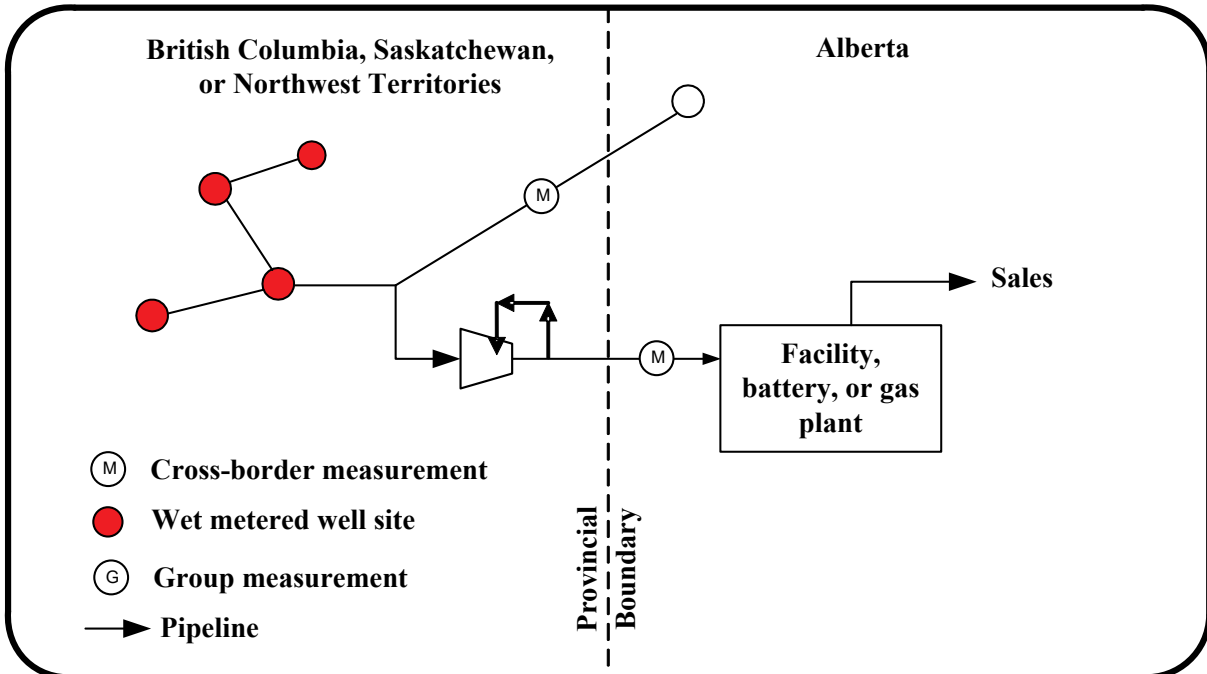 British Columbia, Saskatchewan,
or Northwest Territories
Alberta
M
Sales
M
Facility,
battery, or gas
plant
M Cross-border measurement
Wet metered well site
G Group measurement
Pipeline
Provincial
Boundary